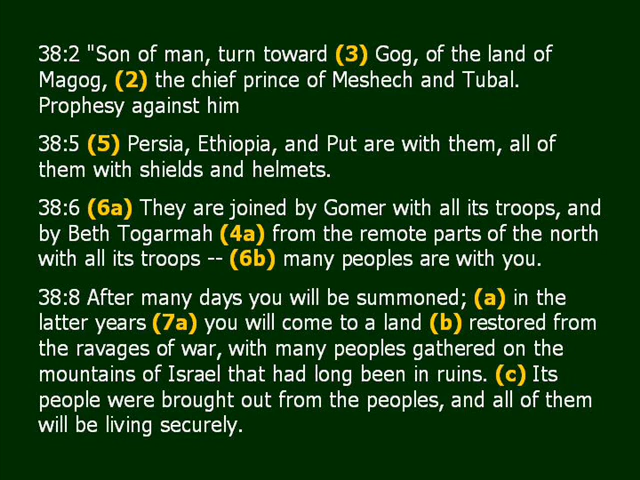 38:2 "Son of man, turn toward (3) Gog, of the land of
Magog, (2) the chief prince of Meshech and Tubal.
Prophesy against him
38:5 (5) Persia, Ethiopia, and Put are with them, all of
them with shields and helmets.
38:6 (6a) They are joined by Gomer with all its troops, and
by Beth Togarmah (4a) from the remote parts of the north
with all its troops -- (6b) many peoples are with you.
38:8 After many days you will be summoned; (a) in the
latter years (7a) you will come to a land (b) restored from
the ravages of war, with many peoples gathered on the
mountains of Israel that had long been in ruins. (c) Its
people were brought out from the peoples, and all of them
will be living securely.